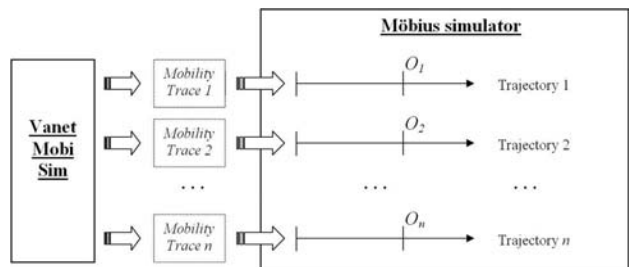 Möbius simulator
Vanet
Mobi
Sim
Mobility
Trace 1
O1
Trajectory 1
Mobility
Trace 2
O2
Trajectory 2
. . .
. . .
. . .
Mobility
Trace n
On
Trajectory n